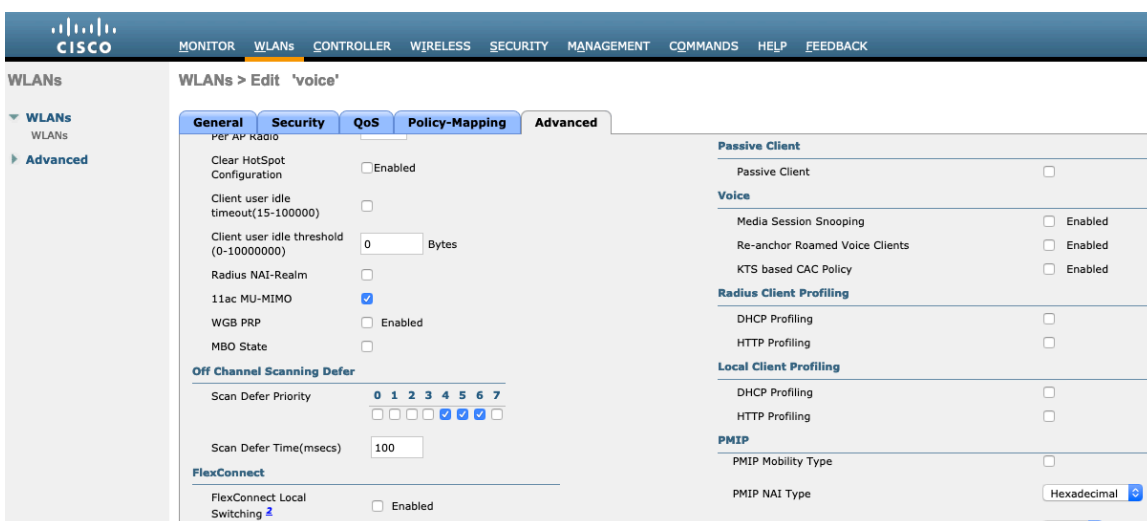 CISCO
MONITOR WLANs CONTROLLER WIRELESS SECURITY MANAGEMENT COMMANDS HELP FEEDBACK
WLANs
WLANs
WLANs
Advanced
WLANs > Edit 'voice'
General Security QoS Policy-Mapping Advanced
Per AP Radio
Clear HotSpot
Configuration
Enabled
Client user idle
timeout(15-100000)
Client user idle threshold
(0-10000000)
0 Bytes
Radius NAI-Realm
11ac MU-MIMO
WGB PRP Enabled
MBO State
Off Channel Scanning Defer
Scan Defer Priority 0 1 2 3 4 5 6 7
Scan Defer Time(msecs) 100
FlexConnect
FlexConnect Local
Switching 2
Enabled
Passive Client
Passive Client
Voice
Media Session Snooping Enabled
Re-anchor Roamed Voice Clients Enabled
KTS based CAC Policy Enabled
Radius Client Profiling
DHCP Profiling
HTTP Profiling
Local Client Profiling
DHCP Profiling
HTTP Profiling
PMIP
PMIP Mobility Type
PMIP NAI Type Hexadecimal